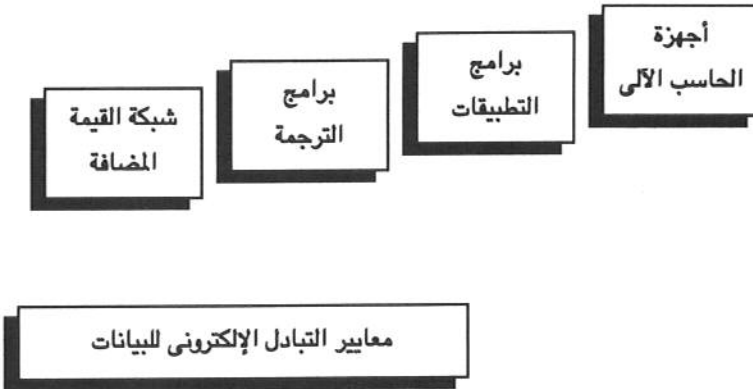 أجهزة
الحاسب الآلى
برامج
التطبيقات
برامج
الترجمة
شبكة القيمة
المضافة
معايير التبادل الإلكترونى للبيانات